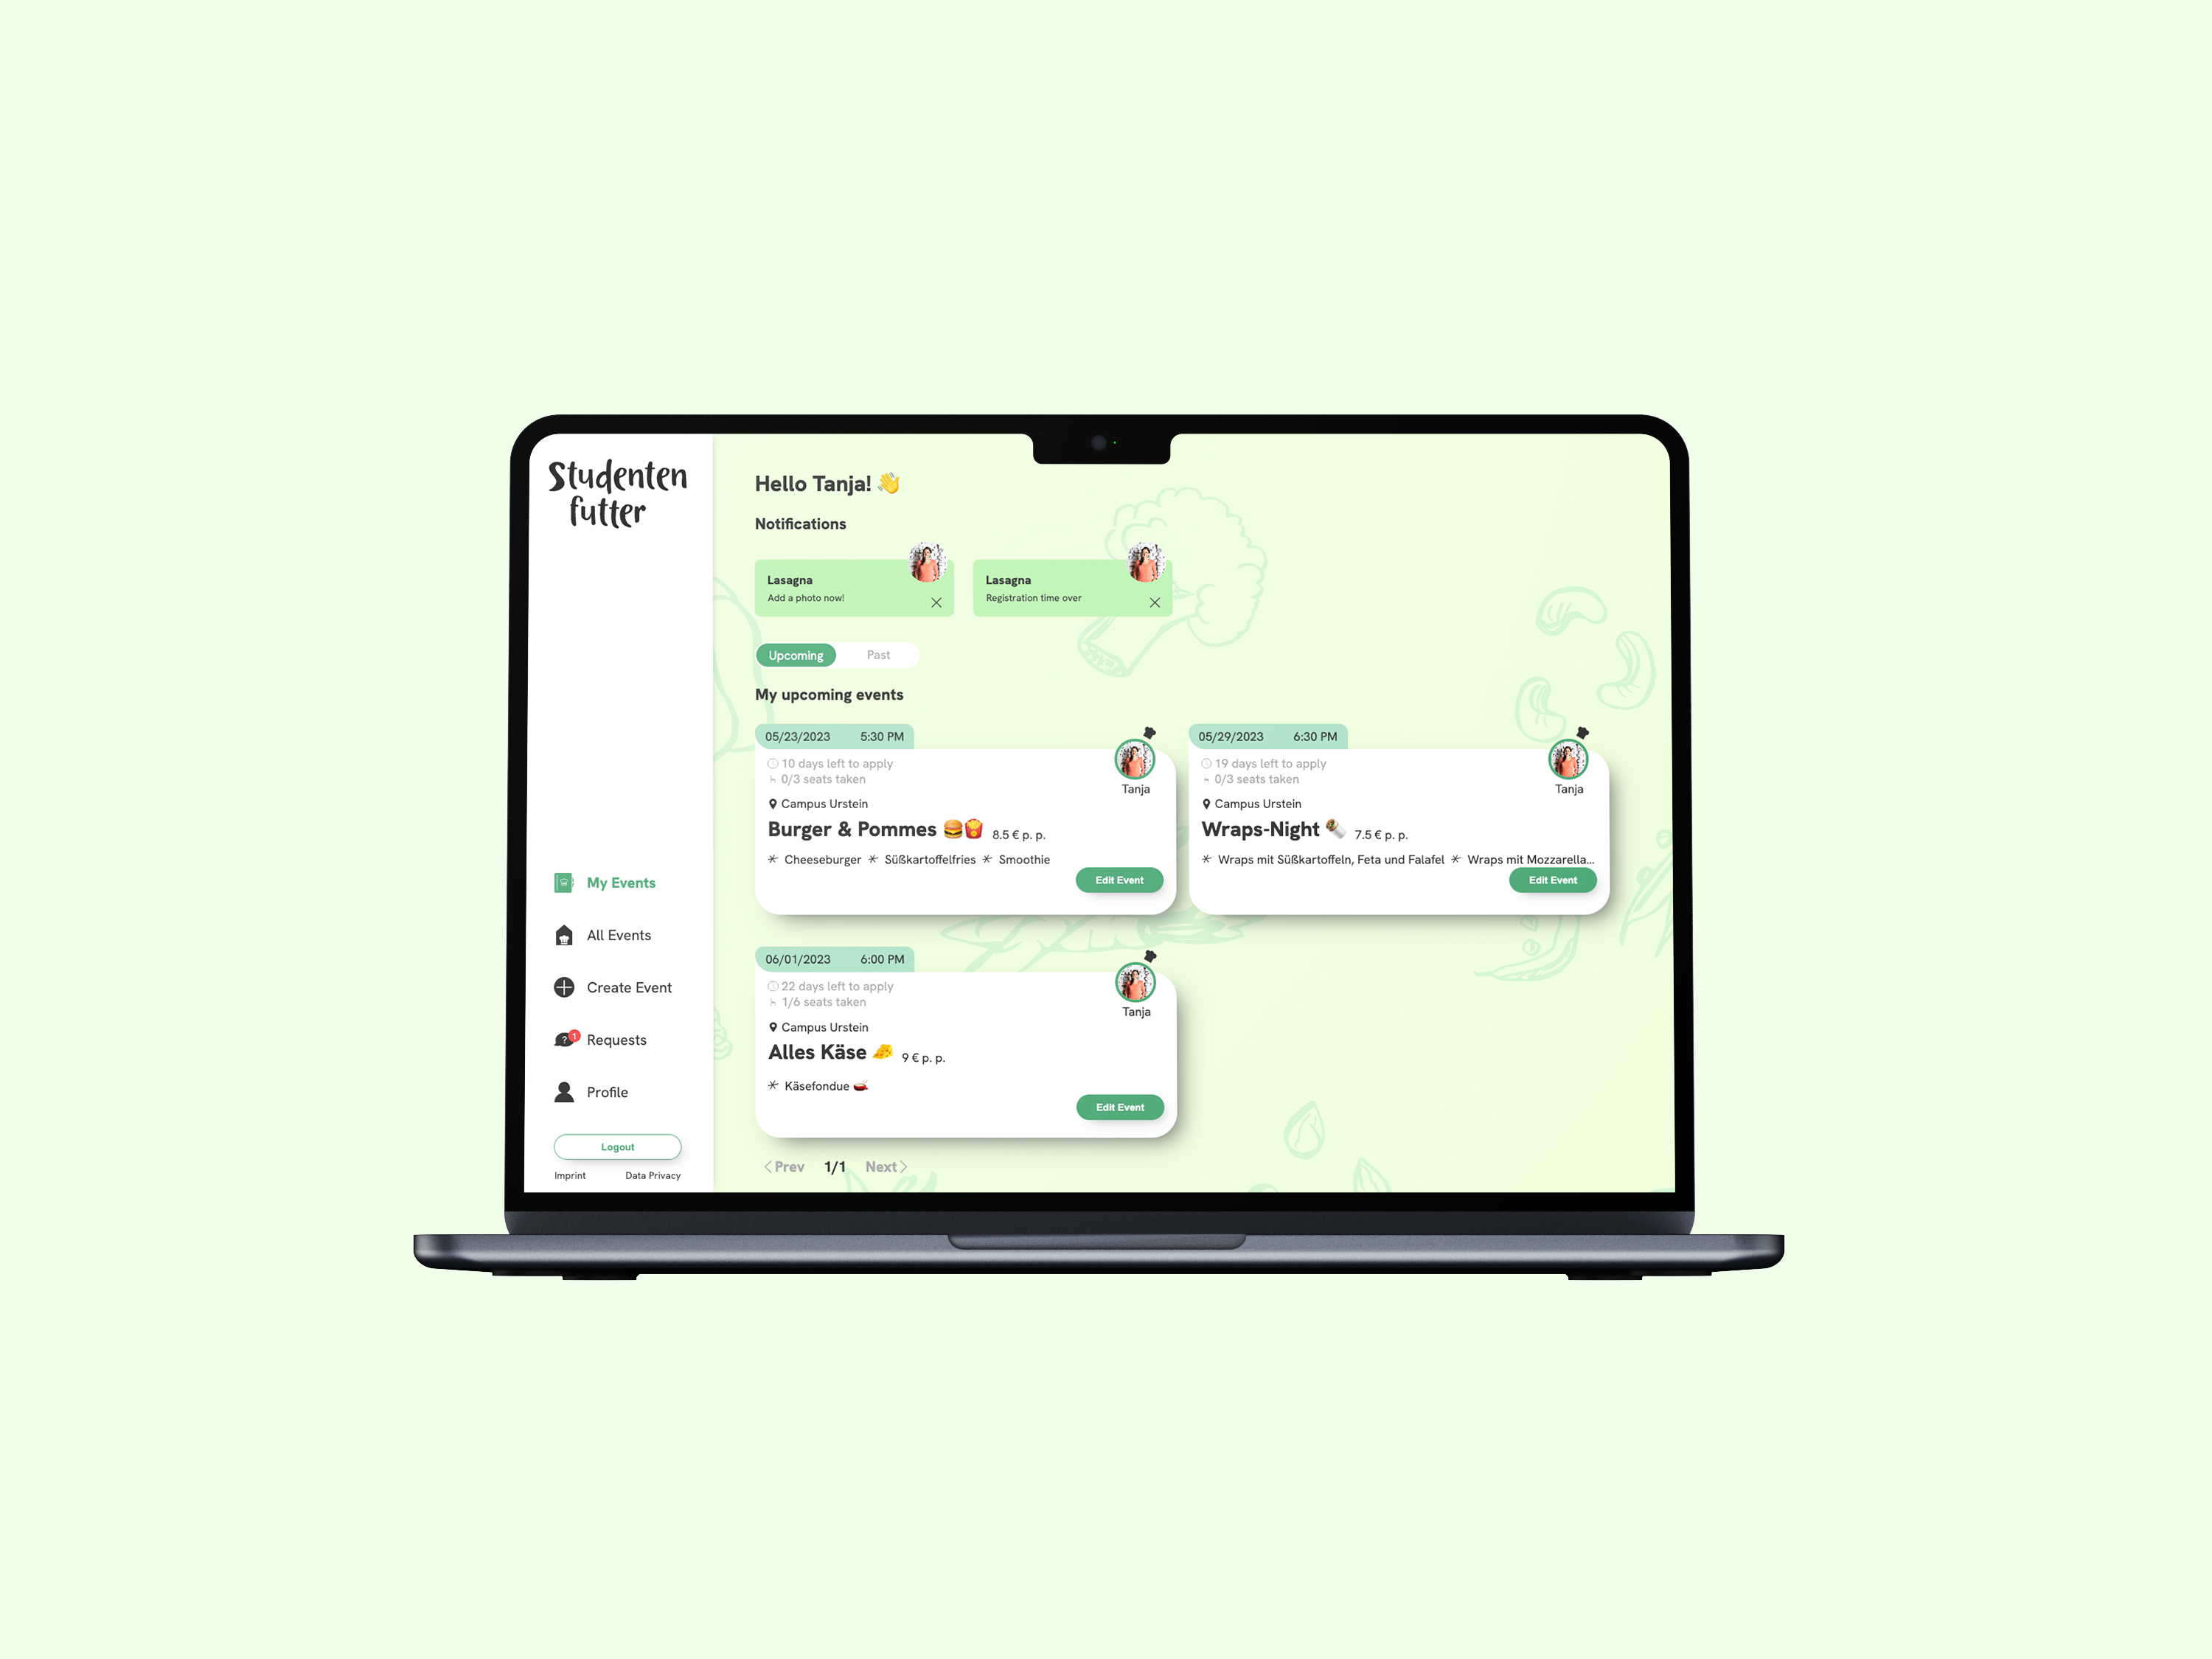 Studenten
futter
Hello Tanja! 👋
Notifications
Lasagna
Add a photo now!
Lasagna
Registration time over
Upcoming
Past
My upcoming events
05/23/2023 5:30 PM
10 days left to apply
0/3 seats taken
Tanja
Campus Urstein
Burger & Pommes 🍔🍟 8.5 € p. p.
Cheeseburger Süßkartoffelfries Smoothie
Edit Event
05/29/2023 6:30 PM
19 days left to apply
0/3 seats taken
Tanja
Campus Urstein
Wraps-Night 🌯 7.5 € p. p.
Wraps mit Süßkartoffeln, Feta und Falafel Wraps mit Mozzarella...
Edit Event
06/01/2023 6:00 PM
22 days left to apply
1/6 seats taken
Tanja
Campus Urstein
Alles Käse 🧀 9 € p. p.
Käsefondue
Edit Event
Prev 1/1 Next
My Events
All Events
Create Event
? 1 Requests
Profile
Logout
Imprint Data Privacy